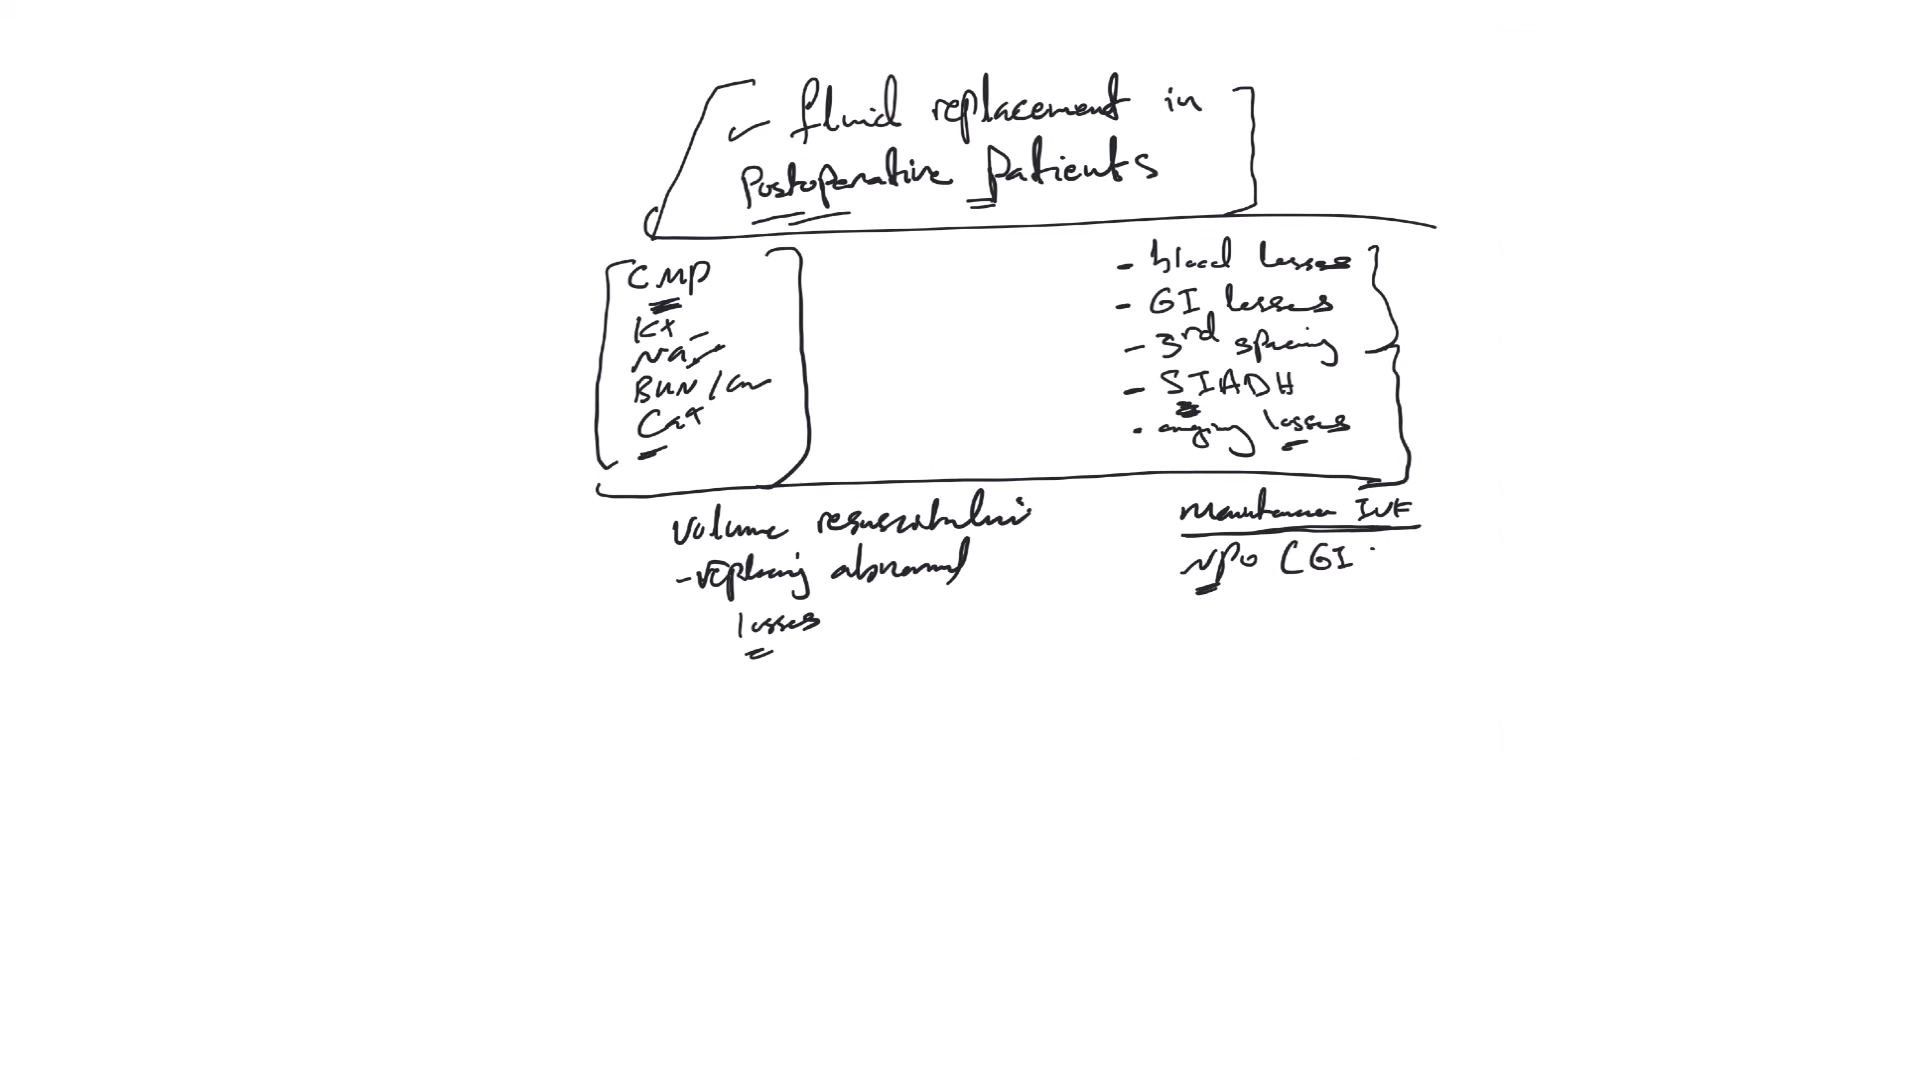 fluid replacement in
Postoperative Patients
CMP
K+
Na
BUN/Cr
Ca+
- blood losses
- GI losses
- 3rd spacing
- SIADH
- ongoing losses
Volume resuscitation
- replacing abnormal
losses
Maintenance IVF
NPO (GI